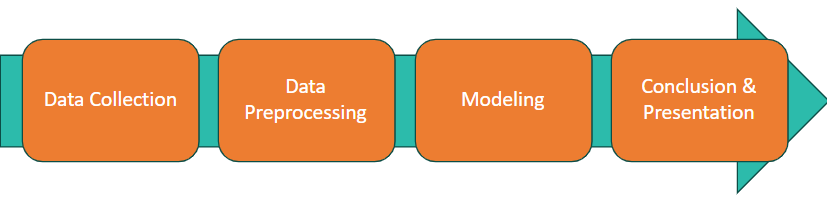 Data Collection
Data
Preprocessing
Modeling
Conclusion &
Presentation